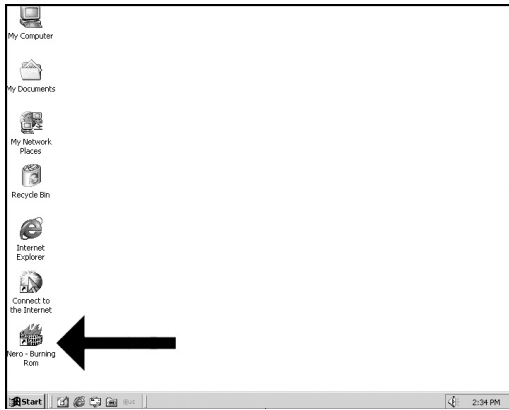 My Computer
My Documents
My Network
Places
Recycle Bin
Internet
Explorer
Connect to
the Internet
Nero - Burning
Rom
Start
2:34 PM